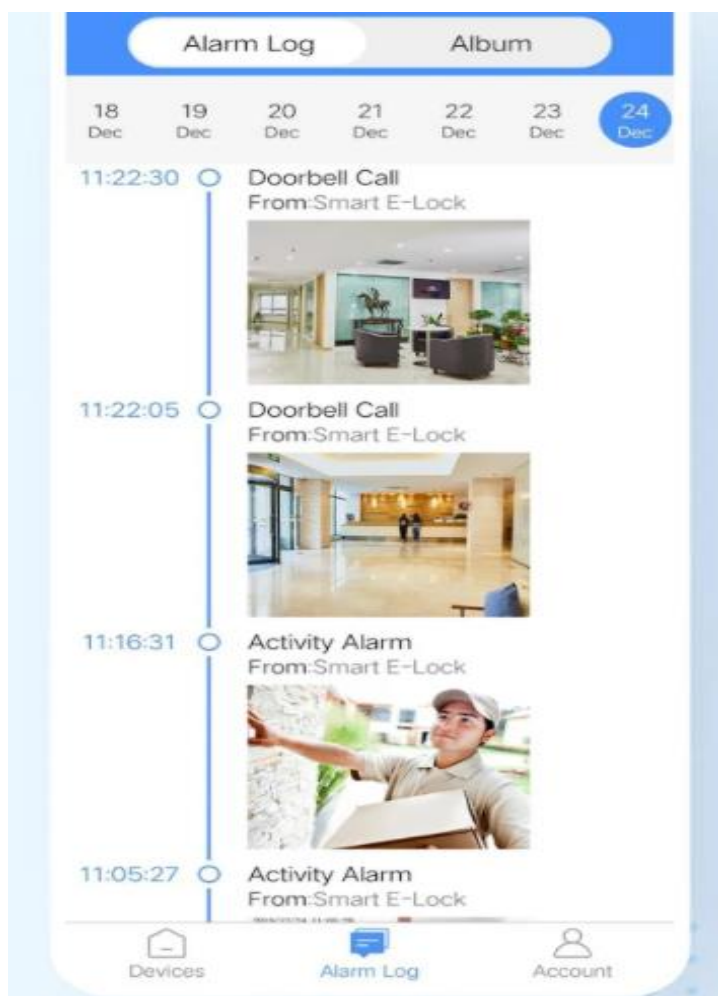 Alarm Log Album
18 19 20 21 22 23 24
Dec Dec Dec Dec Dec Dec Dec
11:22:30 Doorbell Call
From:Smart E-Lock
11:22:05 Doorbell Call
From:Smart E-Lock
11:16:31 Activity Alarm
From:Smart E-Lock
11:05:27 Activity Alarm
From:Smart E-Lock
Devices Alarm Log Account